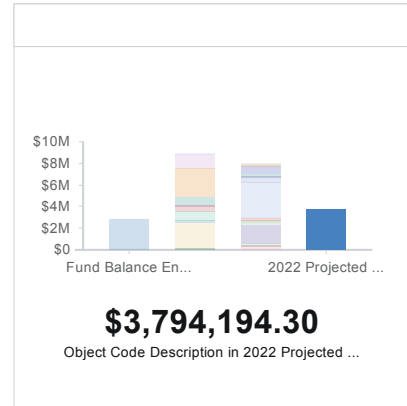 $10M
$8M
$6M
$4M
$2M
$0
Fund Balance En... 2022 Projected ...
$3,794,194.30
Object Code Description in 2022 Projected ...